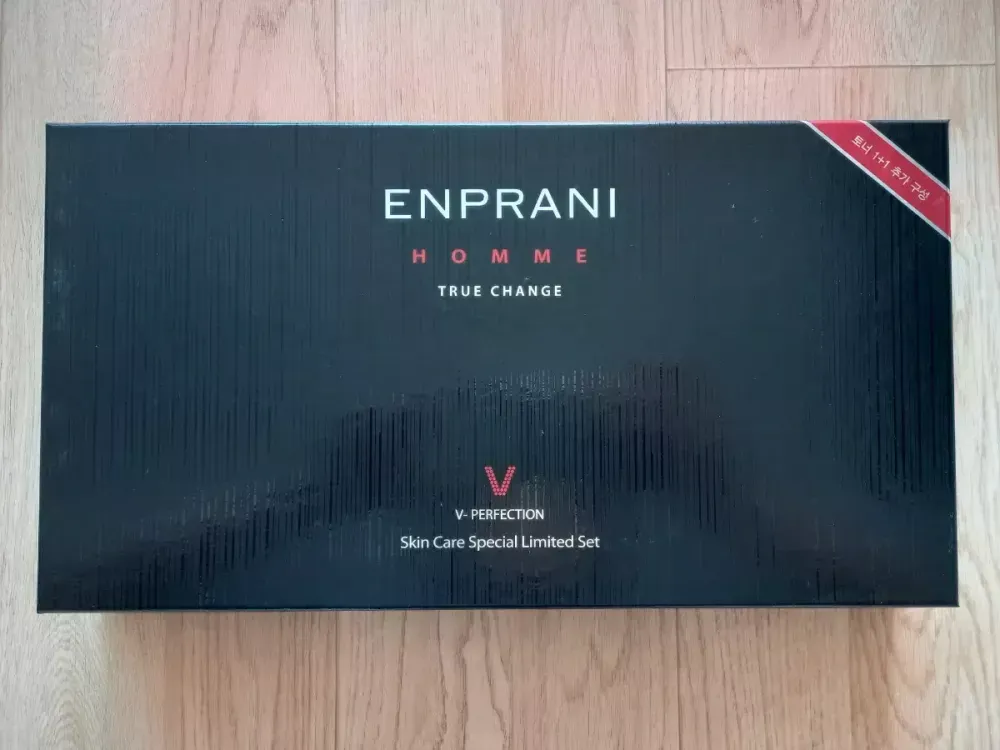 ENPRANI
HOMME
TRUE CHANGE
토너 1+1 추가 구성
V
V- PERFECTION
Skin Care Special Limited Set